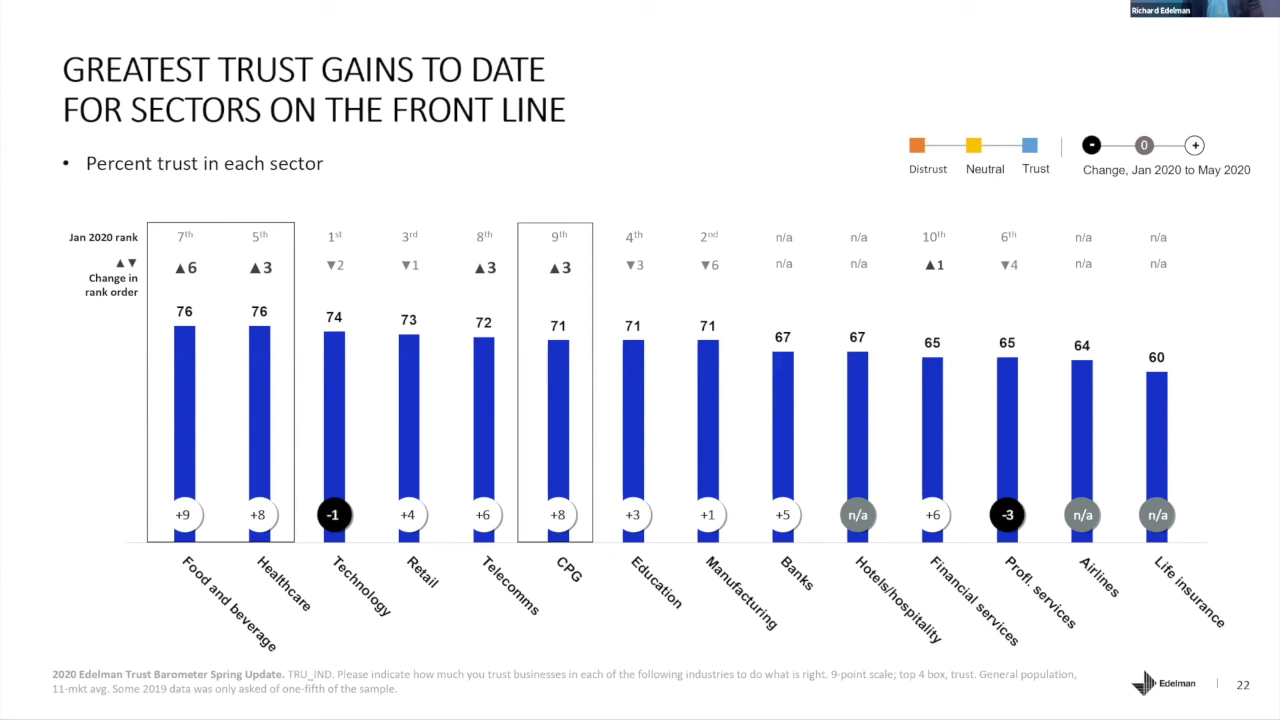 Richard Edelman
GREATEST TRUST GAINS TO DATE
FOR SECTORS ON THE FRONT LINE
• Percent trust in each sector
Distrust Neutral Trust
- 0 +
Change, Jan 2020 to May 2020
Jan 2020 rank 7th 5th 1st 3rd 8th 9th 4th 2nd n/a n/a 10th 6th n/a n/a
▲▼
Change in
rank order
▲6 ▲3 ▼2 ▼1 ▲3 ▲3 ▼3 ▼6 n/a n/a ▲1 ▼4 n/a n/a
76 76 74 73 72 71 71 71 67 67 65 65 64 60
+9 +8 -1 +4 +6 +8 +3 +1 +5 n/a +6 -3 n/a n/a
Food and beverage
Healthcare
Technology
Retail
Telecomms
CPG
Education
Manufacturing
Banks
Hotels/hospitality
Financial services
Profl. services
Airlines
Life insurance
2020 Edelman Trust Barometer Spring Update. TRU_IND. Please indicate how much you trust businesses in each of the following industries to do what is right. 9-point scale; top 4 box, trust. General population,
11-mkt avg. Some 2019 data was only asked of one-fifth of the sample.
Edelman 22